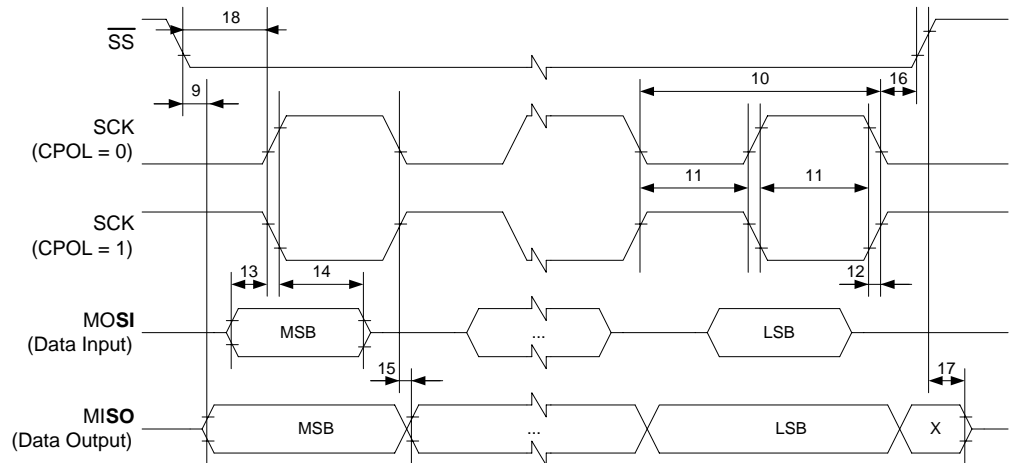 18
SS
9
10
16
SCK
(CPOL = 0)
11
11
SCK
(CPOL = 1)
13
14
12
MOSI
(Data Input)
MSB
...
LSB
15
17
MISO
(Data Output)
MSB
...
LSB
X